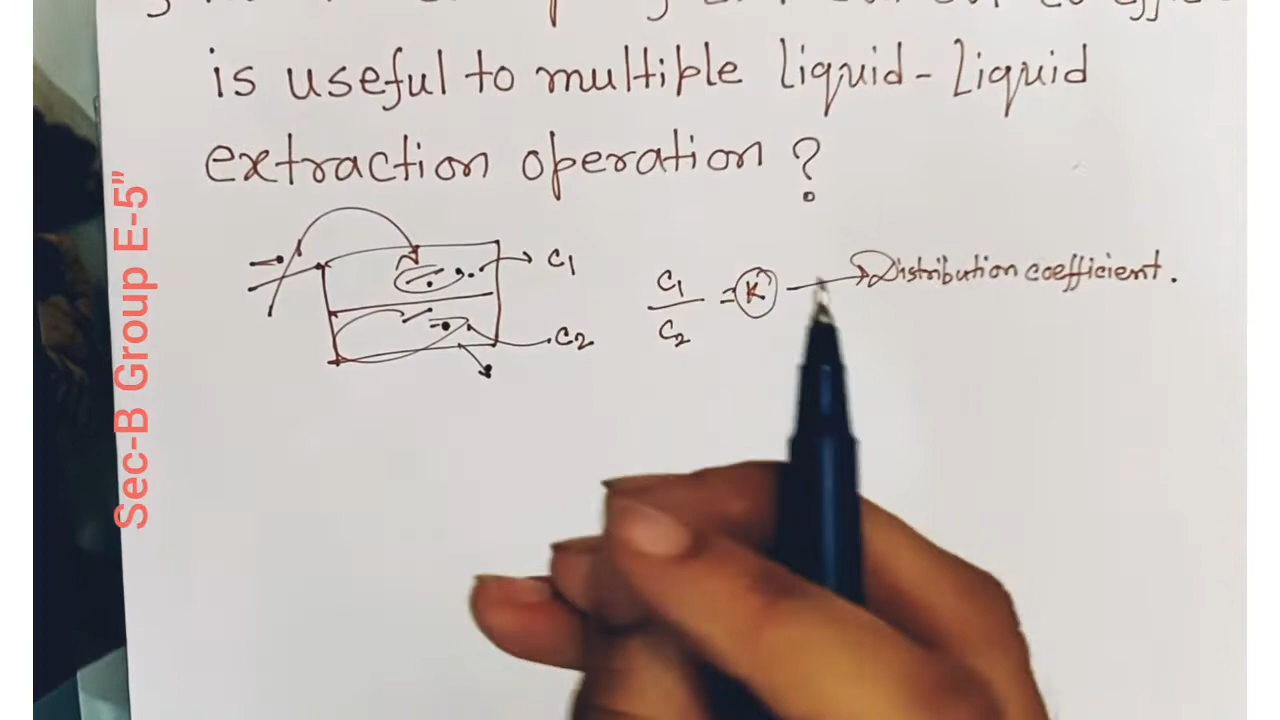 is useful to multiple liquid-liquid
extraction operation ?
C1
C2
C1
C2
= K
Distribution coefficient.
Sec-B Group E-5"